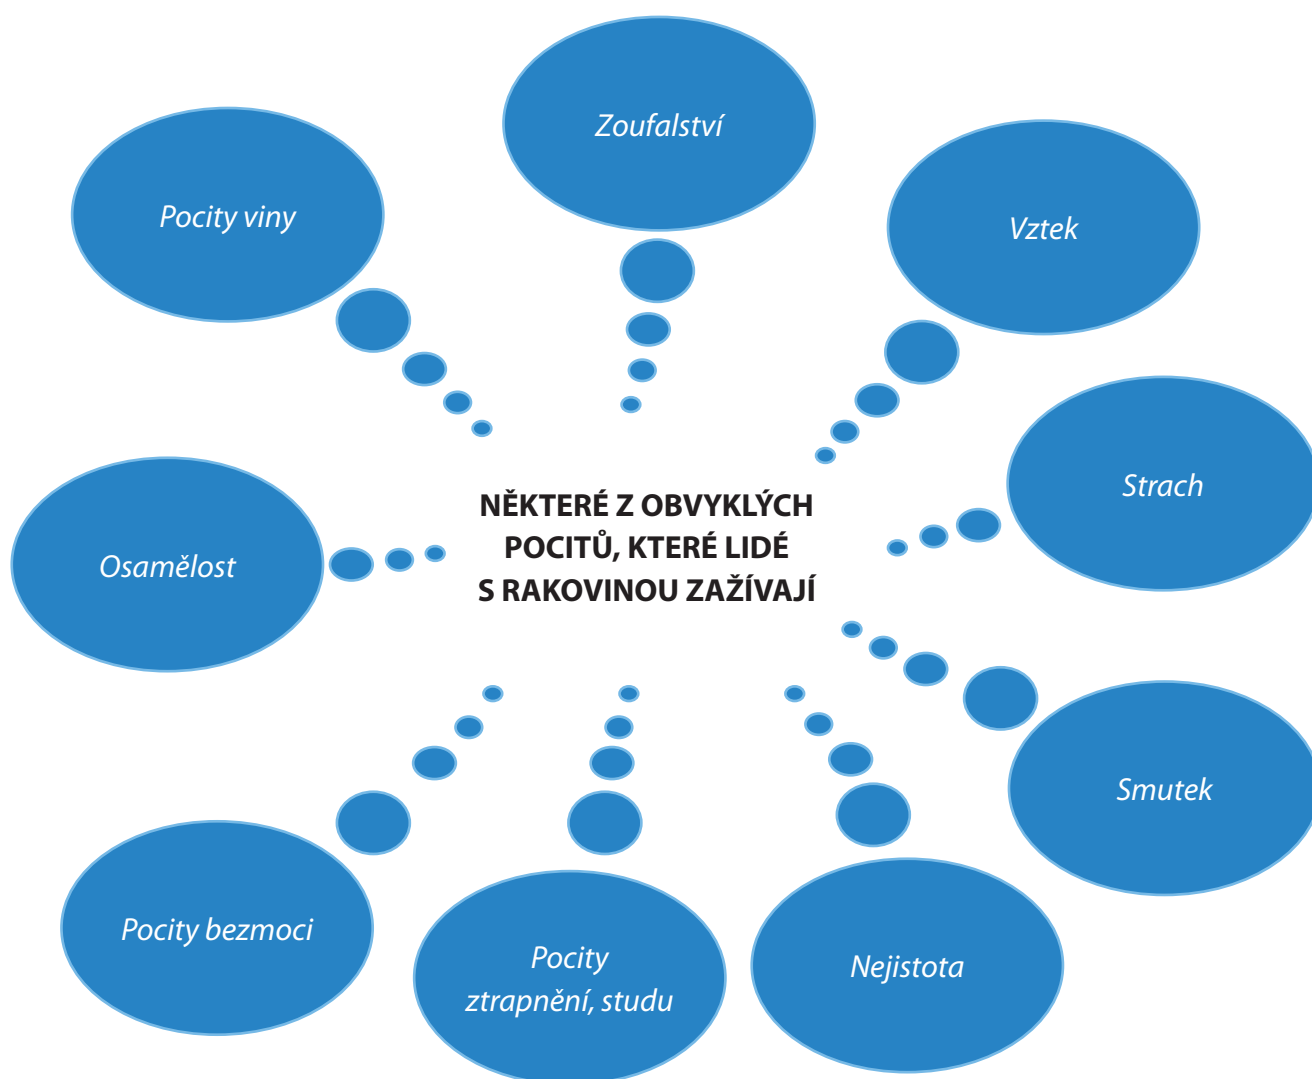 Zoufalství
Pocity viny
Vztek
Strach
NĚKTERÉ Z OBVYKLÝCH
POCITŮ, KTERÉ LIDÉ
S RAKOVINOU ZAŽÍVAJÍ
Osamělost
Smutek
Pocity bezmoci
Pocity
ztrapnění, studu
Nejistota